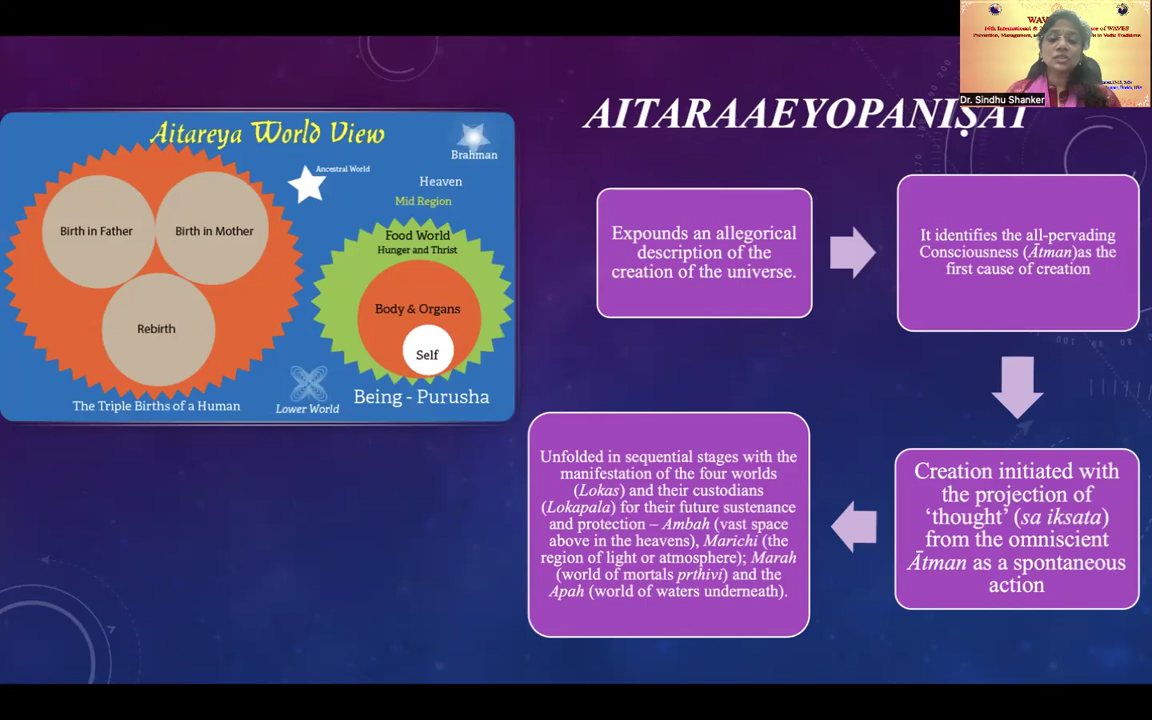 AITARAAEYOPANIṢAT
Aitareya World View
Brahman
Ancestral World
Heaven
Mid Region
Food World
Hunger and Thrist
Birth in Father
Birth in Mother
Rebirth
Body & Organs
Self
The Triple Births of a Human
Lower World
Being - Purusha
Expounds an allegorical
description of the
creation of the universe.
It identifies the all-pervading
Consciousness (Ātman)as the
first cause of creation
Creation initiated with
the projection of
‘thought’ (sa iksata)
from the omniscient
Ātman as a spontaneous
action
Unfolded in sequential stages with the
manifestation of the four worlds
(Lokas) and their custodians
(Lokapala) for their future sustenance
and protection – Ambah (vast space
above in the heavens), Marichi (the
region of light or atmosphere); Marah
(world of mortals prthivi) and the
Apah (world of waters underneath).
Dr. Sindhu Shanker